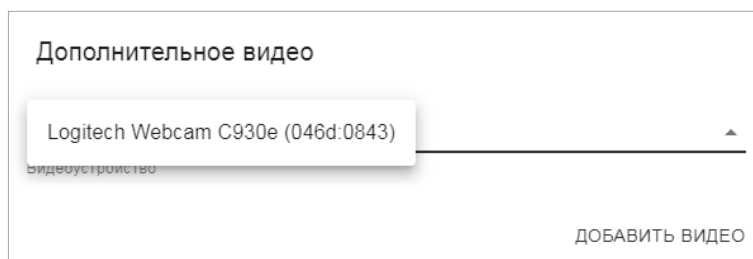 Дополнительное видео
Logitech Webcam C930e (046d:0843)
Видеоустройство
ДОБАВИТЬ ВИДЕО